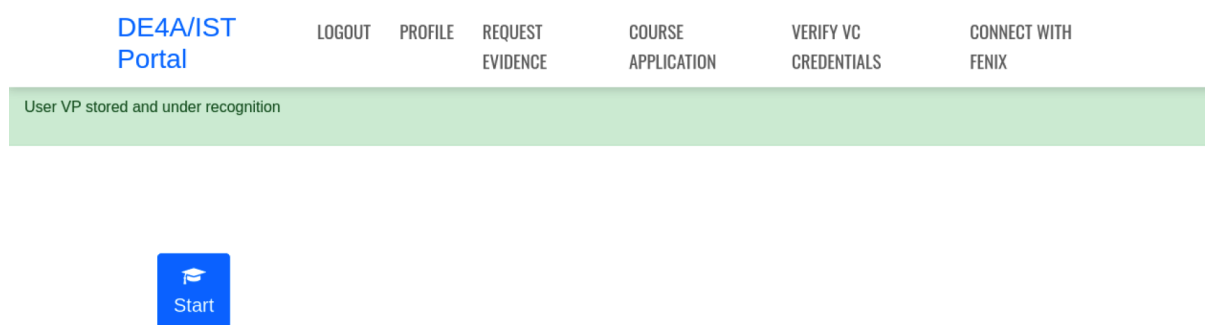 DE4A/IST
Portal
LOGOUT
PROFILE
REQUEST
EVIDENCE
COURSE
APPLICATION
VERIFY VC
CREDENTIALS
CONNECT WITH
FENIX
User VP stored and under recognition
Start